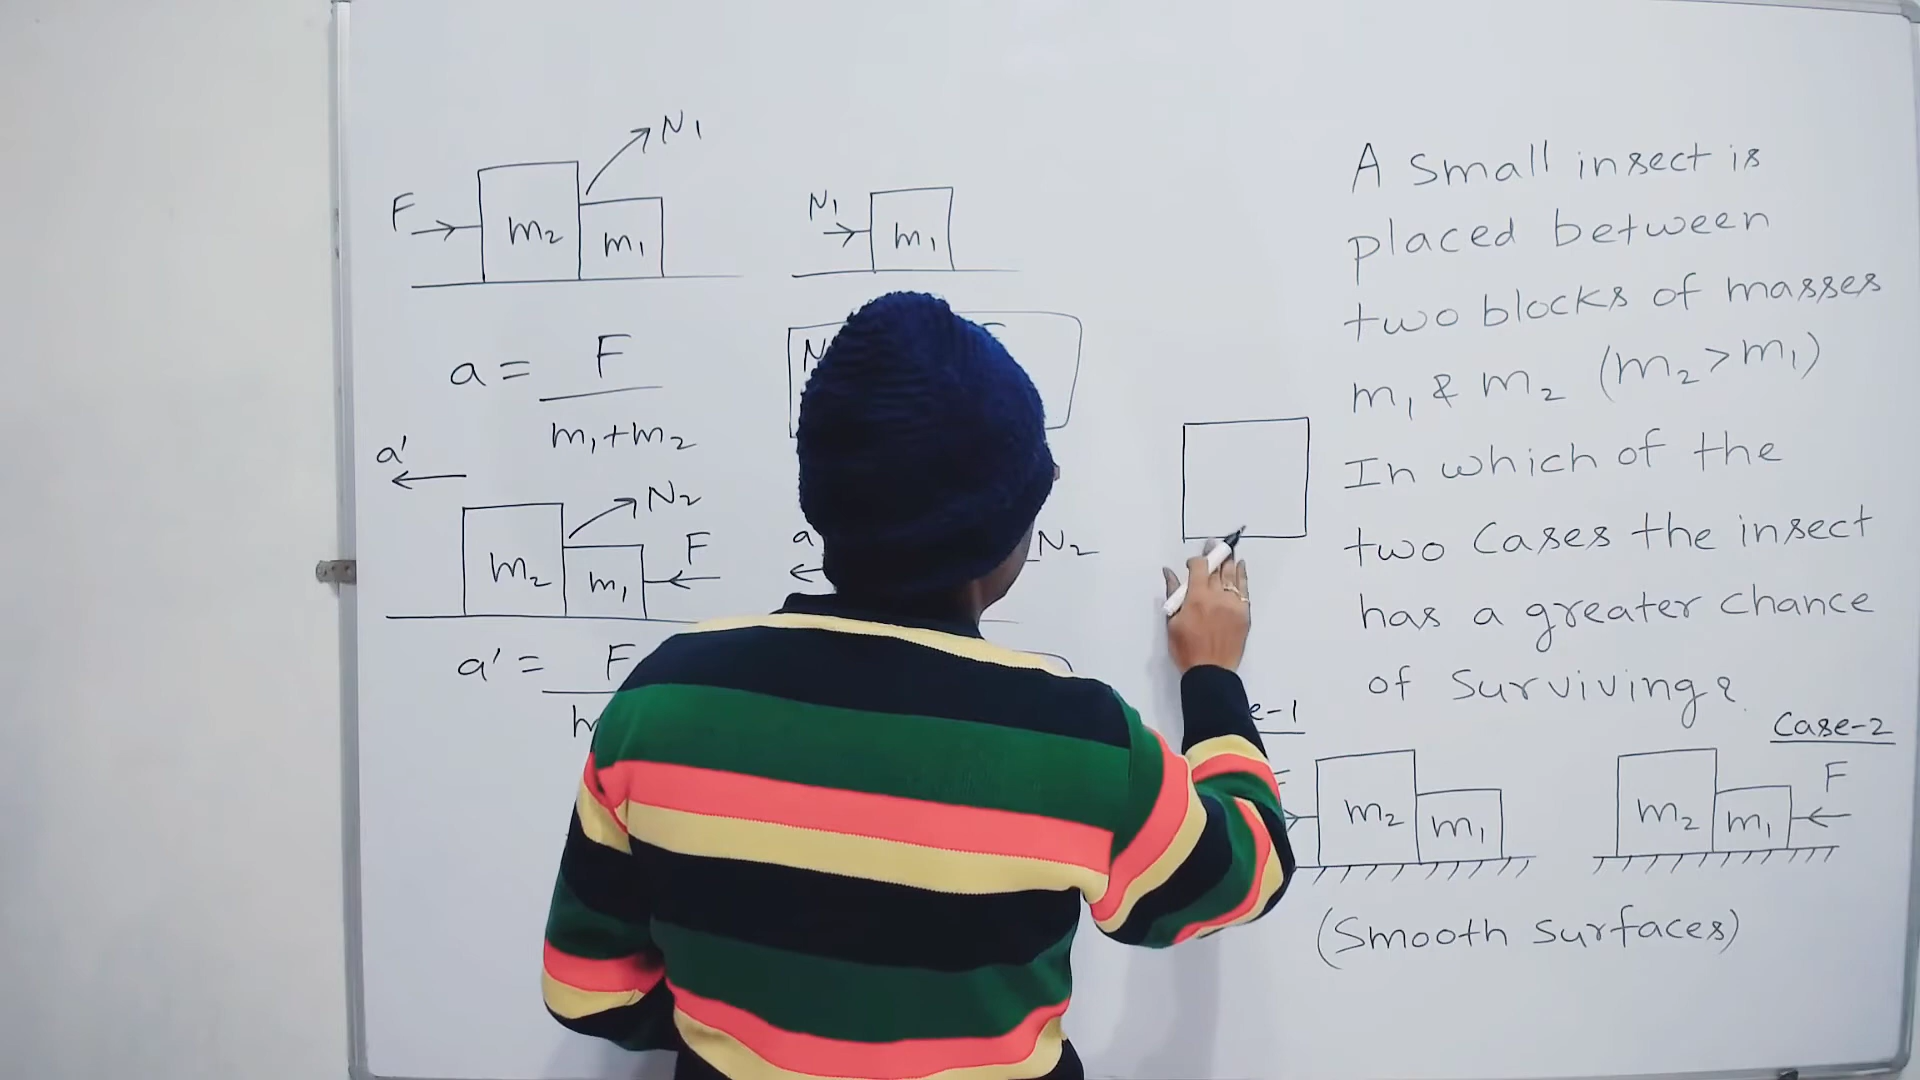 N₁
F
m₂
m₁
N₁
m₁
a = F / (m₁+m₂)
a'
N₂
m₂
m₁
F
N₂
a' = F
A small insect is
placed between
two blocks of masses
m₁ & m₂ (m₂>m₁)
In which of the
two cases the insect
has a greater chance
of surviving?
Case-2
m₂
m₁
m₂
m₁
F
(Smooth surfaces)